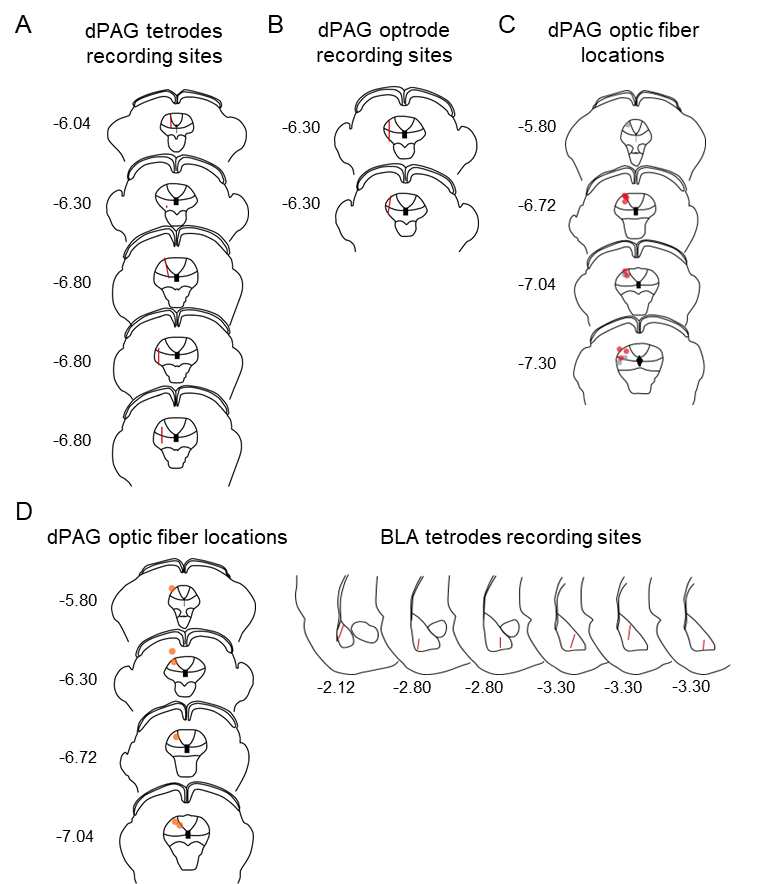 A
dPAG tetrodes
recording sites
-6.04
-6.30
-6.80
-6.80
-6.80
B
dPAG optrode
recording sites
-6.30
-6.30
C
dPAG optic fiber
locations
-5.80
-6.72
-7.04
-7.30
D
dPAG optic fiber locations
-5.80
-6.30
-6.72
-7.04
BLA tetrodes recording sites
-2.12 -2.80 -2.80 -3.30 -3.30 -3.30